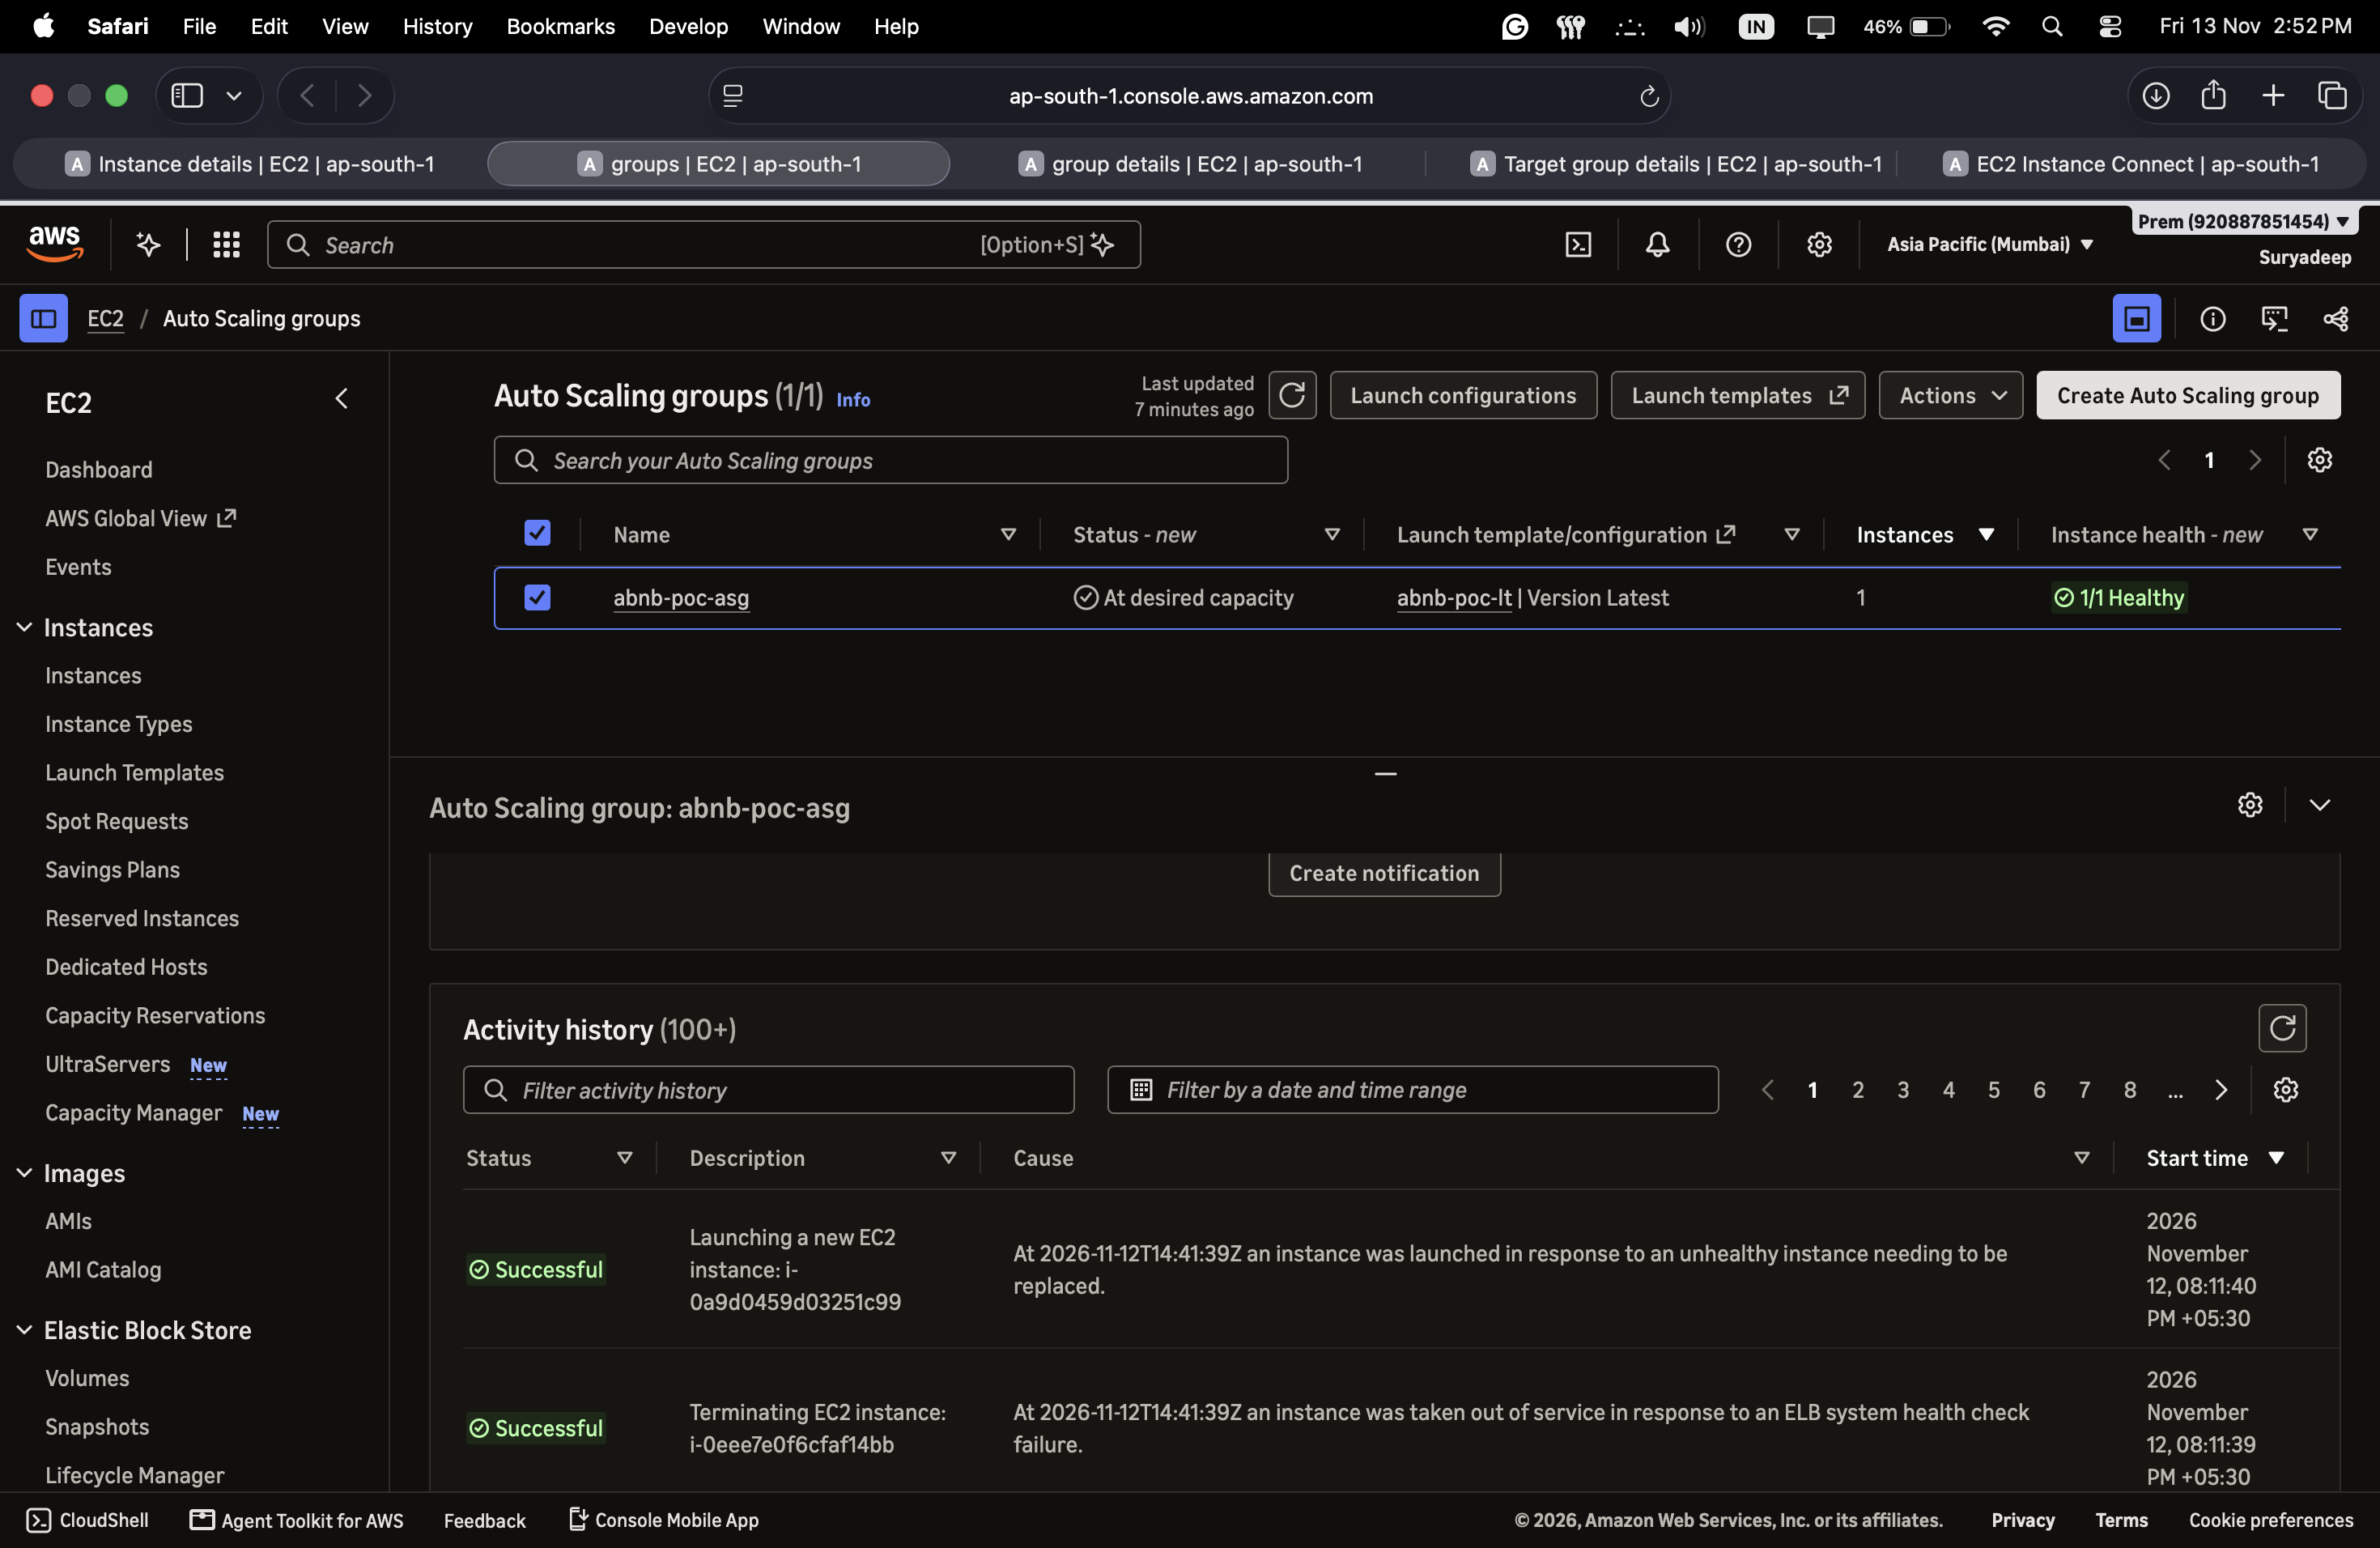 Safari File Edit View History Bookmarks Develop Window Help IN 46% Fri 13 Nov 2:52 PM
ap-south-1.console.aws.amazon.com
A Instance details | EC2 | ap-south-1 A groups | EC2 | ap-south-1 A group details | EC2 | ap-south-1 A Target group details | EC2 | ap-south-1 A EC2 Instance Connect | ap-south-1
aws Search [Option+S] Asia Pacific (Mumbai) Prem (920887851454)
Suryadeep
EC2 / Auto Scaling groups
EC2
Dashboard
AWS Global View
Events
Instances
Instances
Instance Types
Launch Templates
Spot Requests
Savings Plans
Reserved Instances
Dedicated Hosts
Capacity Reservations
UltraServers New
Capacity Manager New
Images
AMIs
AMI Catalog
Elastic Block Store
Volumes
Snapshots
Lifecycle Manager
Auto Scaling groups (1/1) Info
Last updated
7 minutes ago
Launch configurations
Launch templates
Actions
Create Auto Scaling group
Search your Auto Scaling groups
1
Name Status - new Launch template/configuration Instances Instance health - new
abnb-poc-asg At desired capacity abnb-poc-lt | Version Latest 1 1/1 Healthy
Auto Scaling group: abnb-poc-asg
Create notification
Activity history (100+)
Filter activity history
Filter by a date and time range
1 2 3 4 5 6 7 8 ...
Status Description Cause Start time
Successful
Launching a new EC2
instance: i-
0a9d0459d03251c99
At 2026-11-12T14:41:39Z an instance was launched in response to an unhealthy instance needing to be
replaced.
2026
November
12, 08:11:40
PM +05:30
Successful
Terminating EC2 instance:
i-0eee7e0f6cfaf14bb
At 2026-11-12T14:41:39Z an instance was taken out of service in response to an ELB system health check
failure.
2026
November
12, 08:11:39
PM +05:30
CloudShell Agent Toolkit for AWS Feedback Console Mobile App © 2026, Amazon Web Services, Inc. or its affiliates. Privacy Terms Cookie preferences